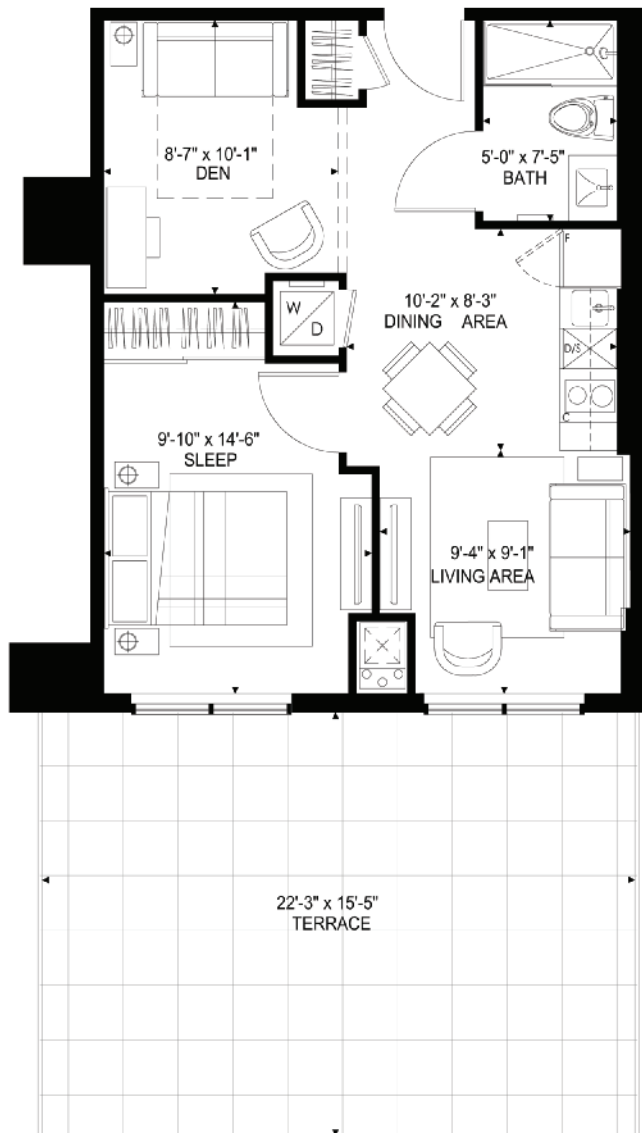 8'-7" x 10'-1"
DEN
5'-0" x 7'-5"
BATH
F
W
D
10'-2" x 8'-3"
DINING AREA
D/S
C
9'-10" x 14'-6"
SLEEP
9'-4" x 9'-1"
LIVING AREA
22'-3" x 15'-5"
TERRACE